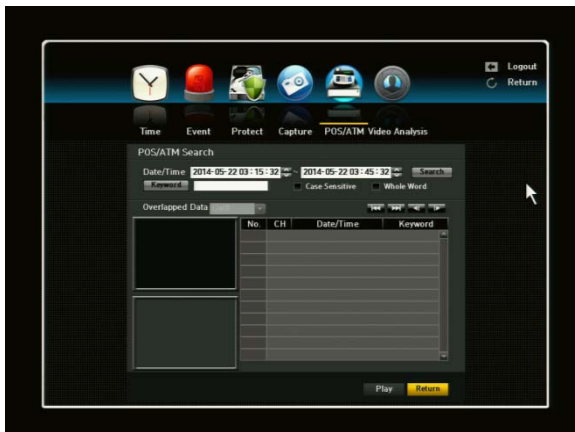 Logout
Return
Time Event Protect Capture POS/ATM Video Analysis
POS/ATM Search
Date/Time 2014-05-22 03:15:32 ~ 2014-05-22 03:45:32 Search
Keyword Case Sensitive Whole Word
Overlapped Data
No. CH Date/Time Keyword
Play Return